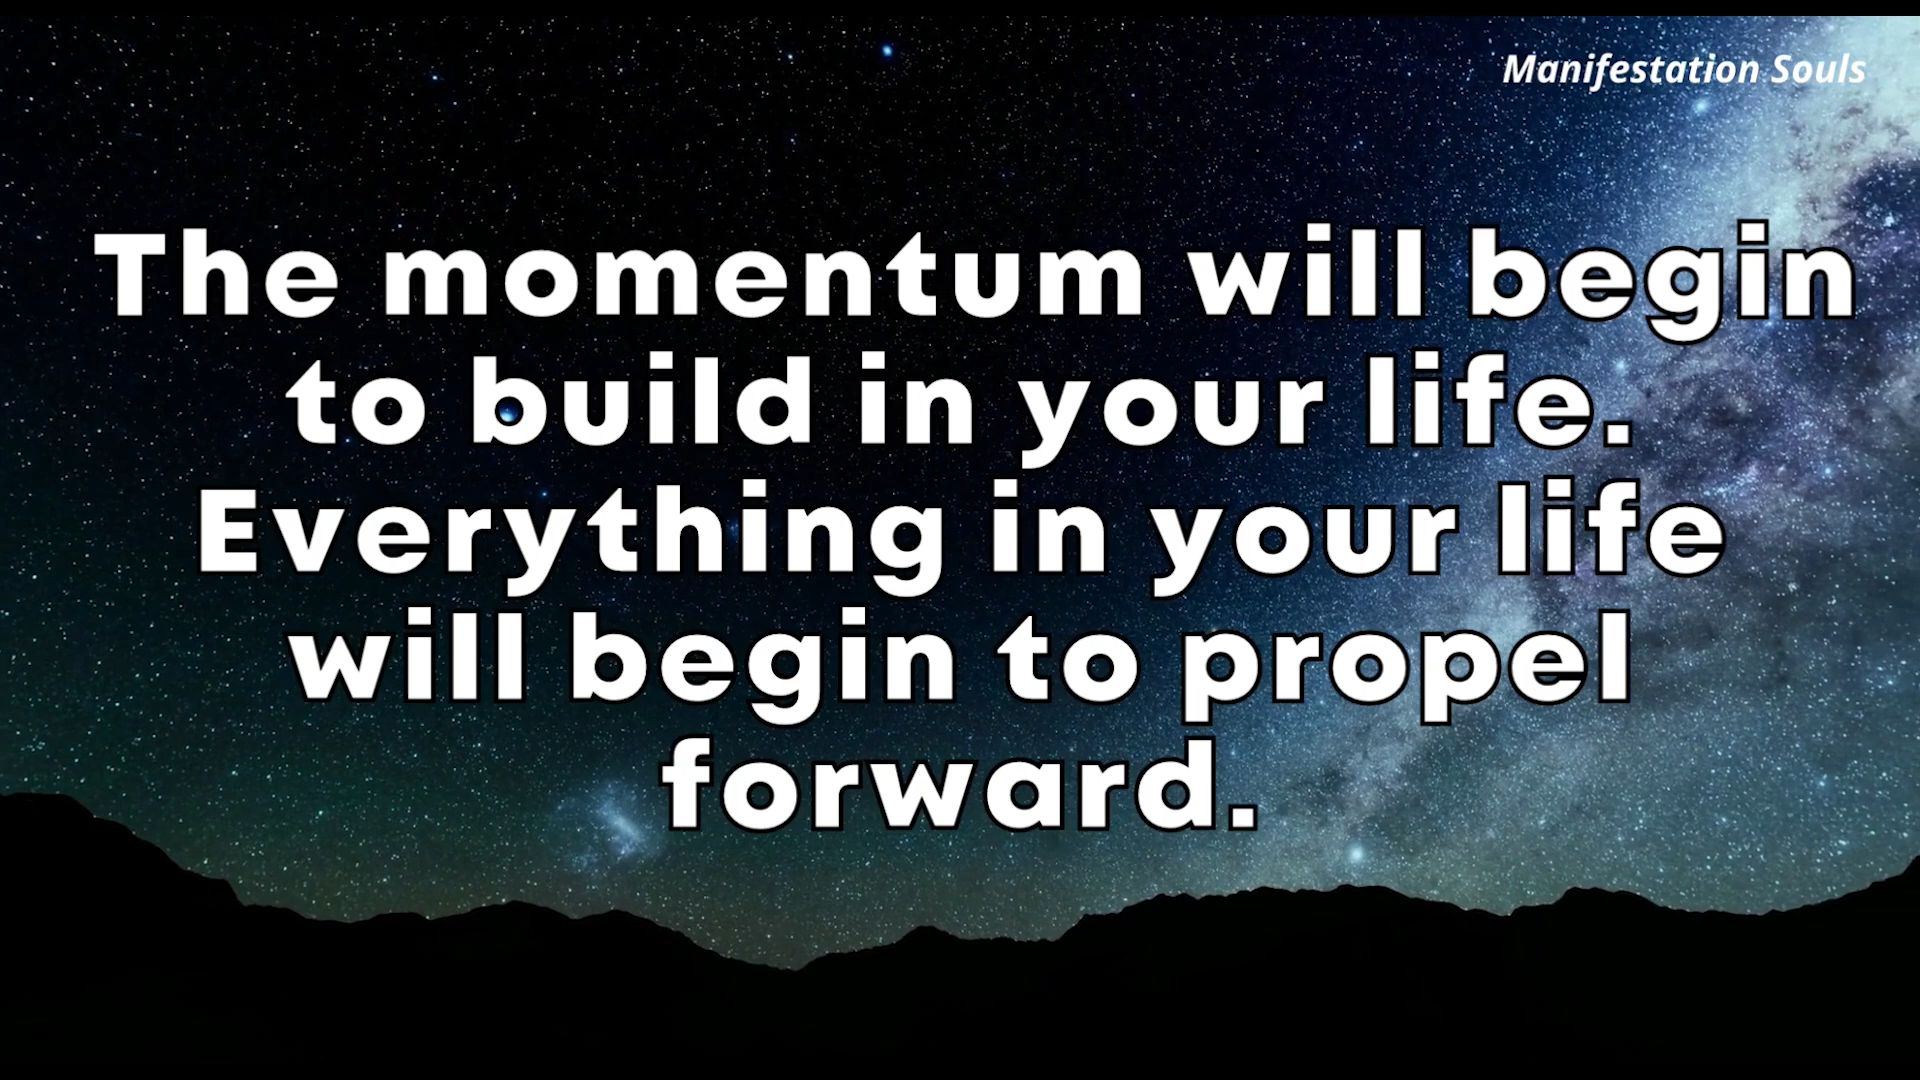 Manifestation Souls
The momentum will begin
to build in your life.
Everything in your life
will begin to propel
forward.